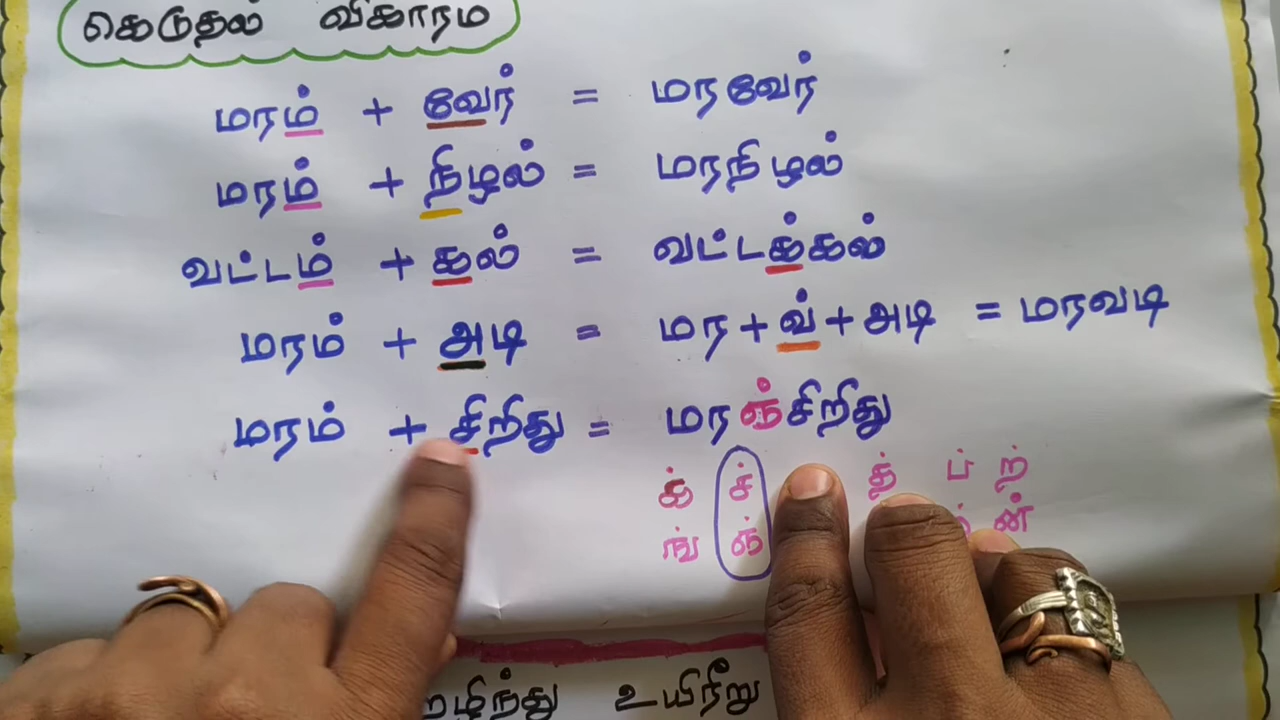 கெடுதல் விகாரம்
மரம் + வேர் = மரவேர்
மரம் + நிழல் = மரநிழல்
வட்டம் + கல் = வட்டக்கல்
மரம் + அடி = மர + வ் + அடி = மரவடி
மரம் + சிறிது = மரஞ்சிறிது
க் ச் த் ப் ற்
ங் ஞ் ன்
உயிரீறு